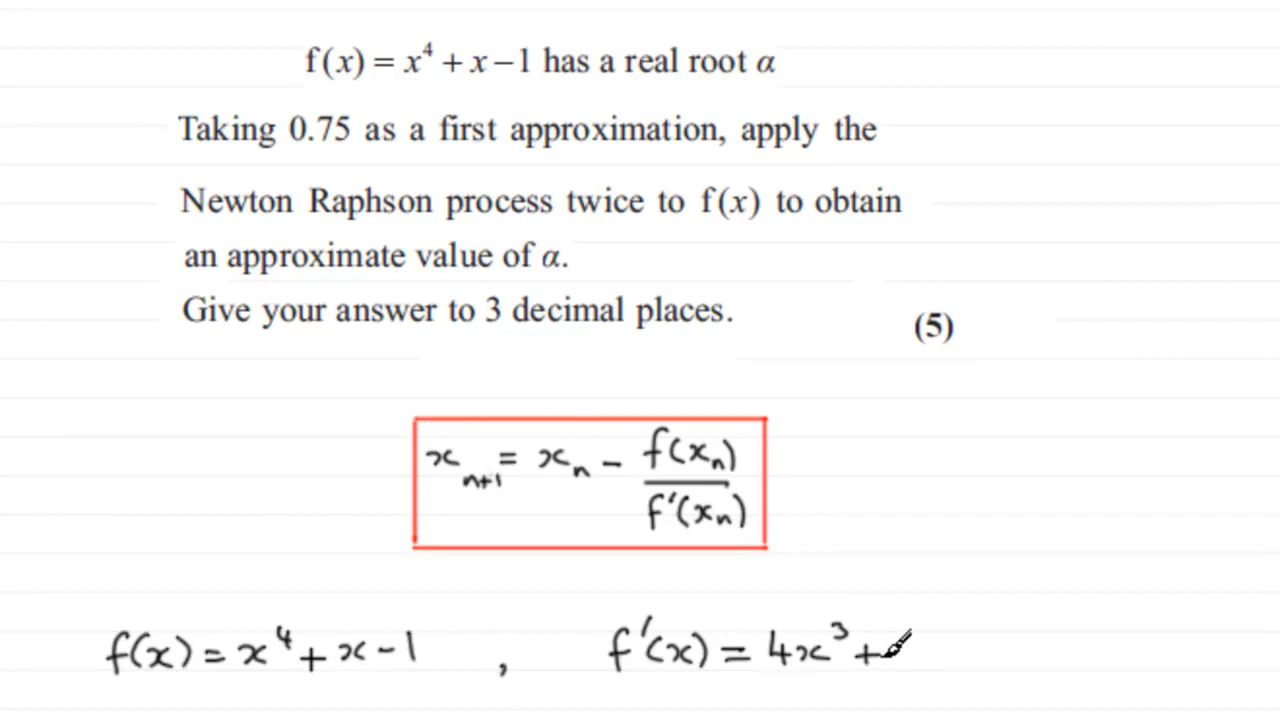 f(x) = x⁴ + x − 1 has a real root α
Taking 0.75 as a first approximation, apply the
Newton Raphson process twice to f(x) to obtain
an approximate value of α.
Give your answer to 3 decimal places.
(5)
xₙ₊₁ = xₙ − f(xₙ)/f'(xₙ)
f(x) = x⁴ + x − 1 , f'(x) = 4x³ +